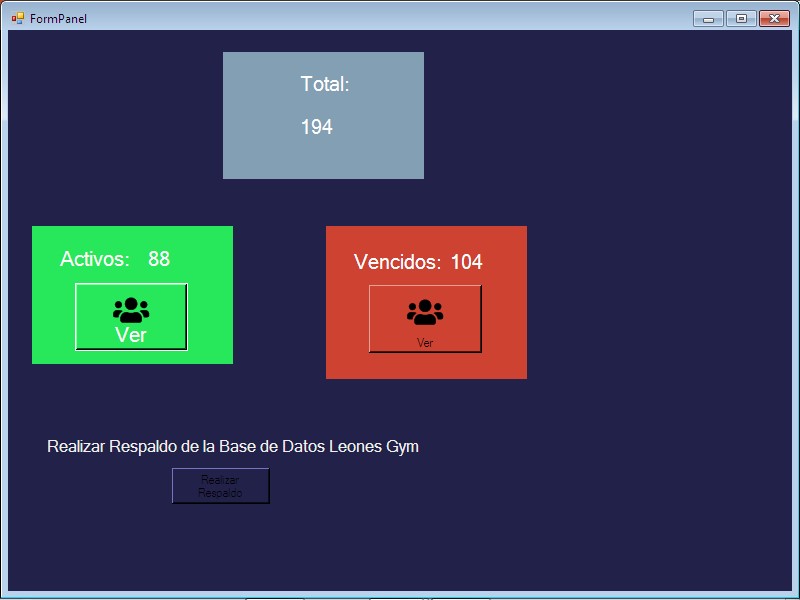 FormPanel
Total:
194
Activos: 88
Ver
Vencidos: 104
Ver
Realizar Respaldo de la Base de Datos Leones Gym
Realizar
Respaldo